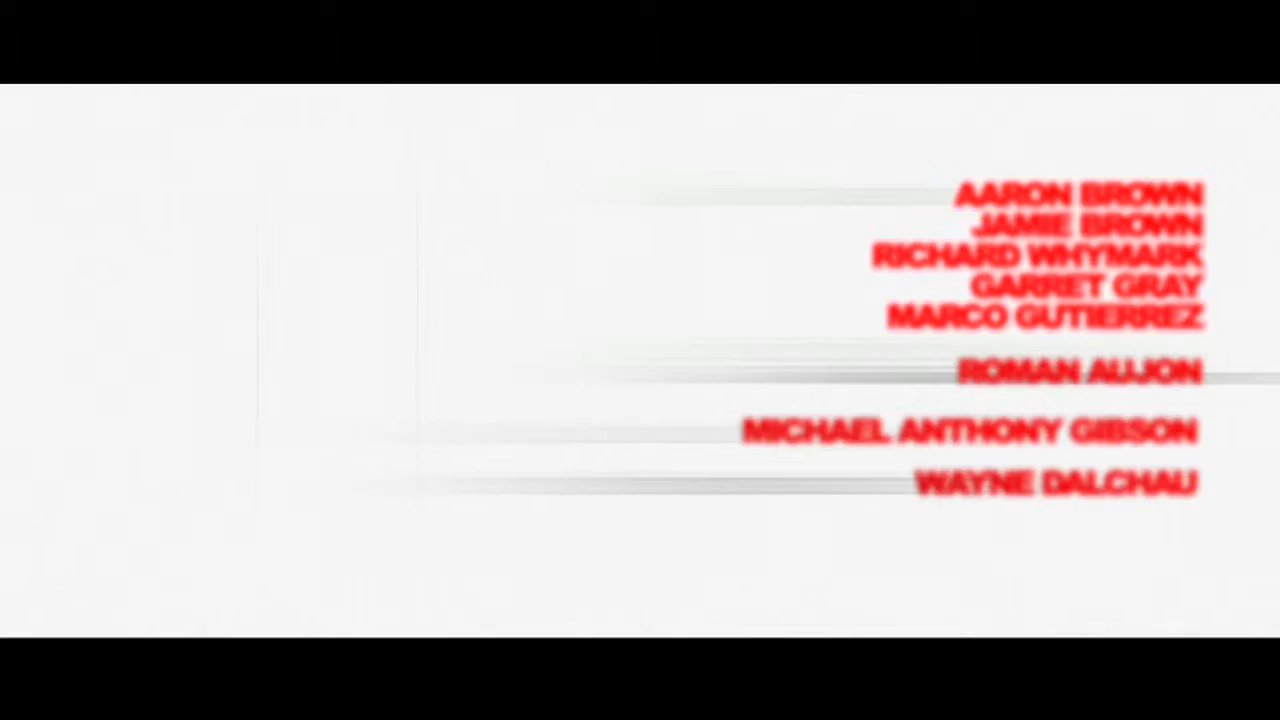 AARON BROWN
JAMIE BROWN
RICHARD WHYMARK
GARRET GRAY
MARCO GUTIERREZ
ROMAN AUJON
MICHAEL ANTHONY GIBSON
WAYNE DALCHAU